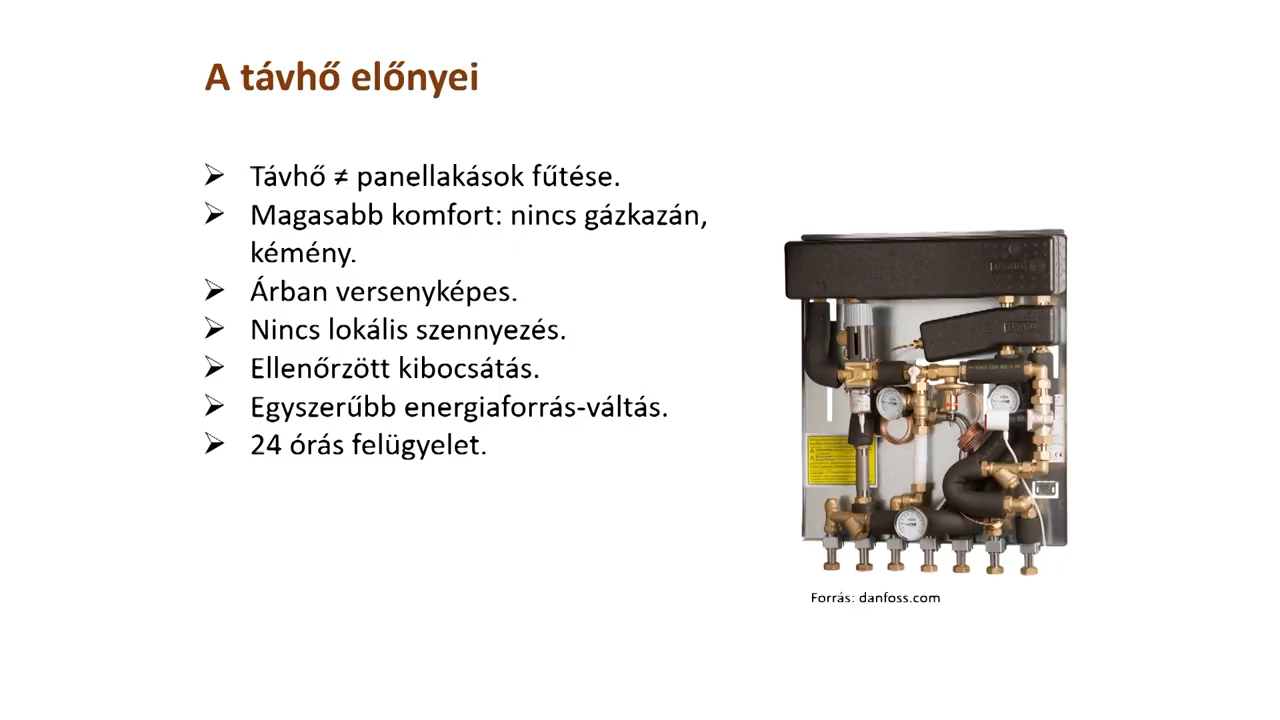 A távhő előnyei
Távhő ≠ panellakások fűtése.
Magasabb komfort: nincs gázkazán,
kémény.
Árban versenyképes.
Nincs lokális szennyezés.
Ellenőrzött kibocsátás.
Egyszerűbb energiaforrás-váltás.
24 órás felügyelet.
Forrás: danfoss.com